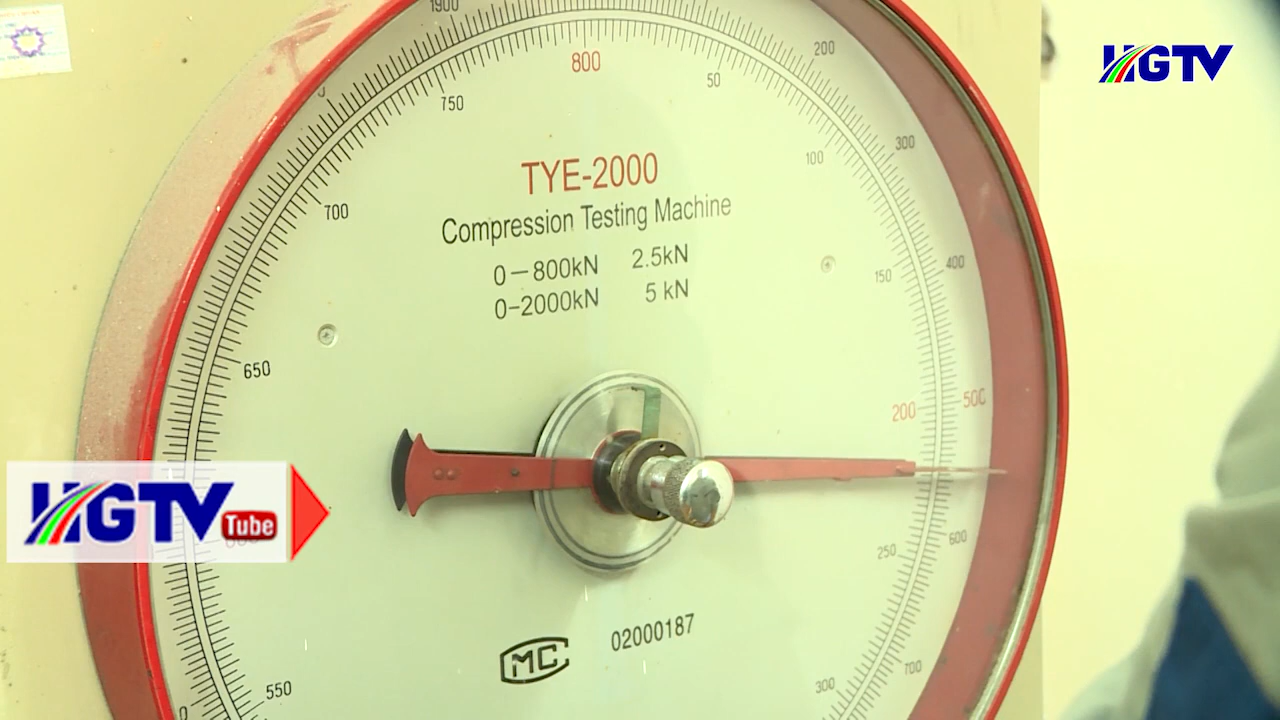 HGTV
1900
800
200
50
750
300
100
700
TYE-2000
Compression Testing Machine
0-800kN 2.5kN
0-2000kN 5 kN
150
400
650
200
500
HGTV Tube
600
250
02000187
MC
550
300
700